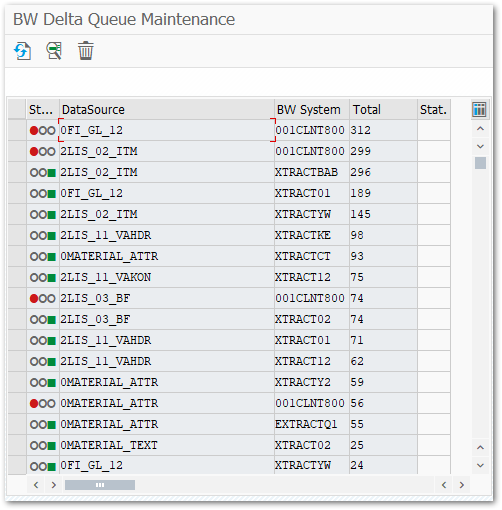 BW Delta Queue Maintenance
St... DataSource BW System Total Stat.
0FI_GL_12 001CLNT800 312
2LIS_02_ITM 001CLNT800 299
2LIS_02_ITM XTRACTBAB 296
0FI_GL_12 XTRACT01 189
2LIS_02_ITM XTRACTYW 145
2LIS_11_VAHDR XTRACTKE 98
0MATERIAL_ATTR XTRACTCT 93
2LIS_11_VAKON XTRACT12 75
2LIS_03_BF 001CLNT800 74
2LIS_03_BF XTRACT02 74
2LIS_11_VAHDR XTRACT01 71
2LIS_11_VAHDR XTRACT12 62
0MATERIAL_ATTR XTRACTY2 59
0MATERIAL_ATTR 001CLNT800 56
0MATERIAL_ATTR EXTRACTQ1 55
0MATERIAL_TEXT XTRACT02 25
0FI_GL_12 XTRACTYW 24